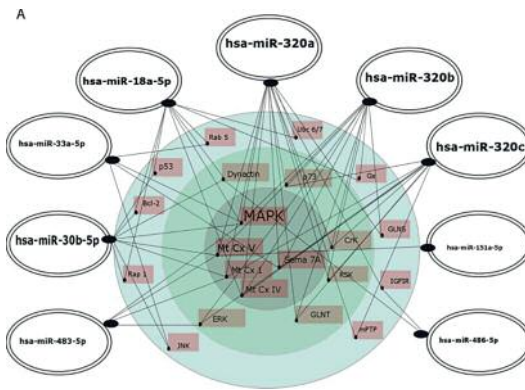 A
hsa-miR-320a
hsa-miR-18a-5p
hsa-miR-320b
hsa-miR-33a-5p
hsa-miR-320c
Rab 5
Ubc 6/7
p53
Dynactin
p73
Gα
Bcl-2
MAPK
GLNS
hsa-miR-30b-5p
Mt Cx V
CrK
hsa-miR-151a-5p
Rap 1
Mt Cx 1
Sema 7A
RSK
IGFIR
Mt Cx IV
hsa-miR-483-5p
ERK
GLNT
mPTP
hsa-miR-486-5p
JNK